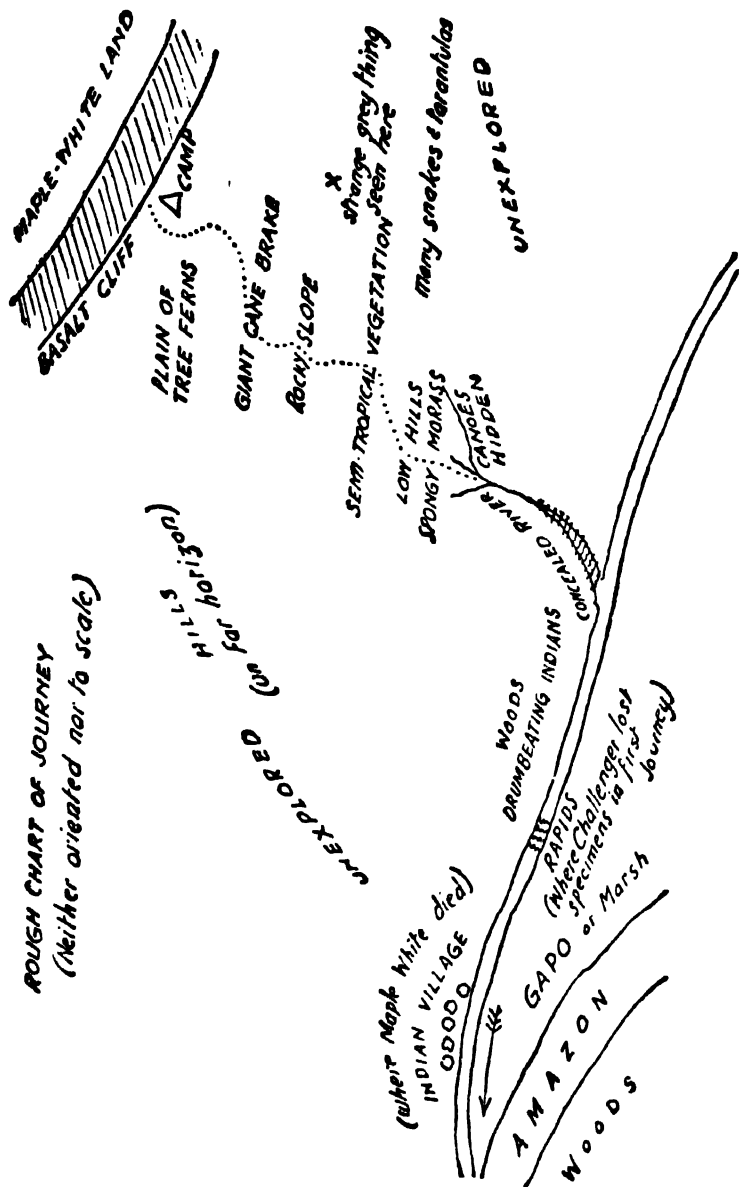 ROUGH CHART OF JOURNEY
(Neither orieated nor to scale)
MAPLE-WHITE LAND
BASALT CLIFF
CAMP
PLAIN OF
TREE FERNS
GIANT CANE BRAKE
ROCKY SLOPE
x
strange grey thing
seen here
SEMI-TROPICAL VEGETATION
many snakes & tarantulas
UNEXPLORED
LOW HILLS
SPONGY MORASS
CANOES
HIDDEN
CONCEALED RIVER
HILLS
(on far horizon)
UNEXPLORED
WOODS
DRUMBEATING INDIANS
RAPIDS
(Where Challenger lost
specimens in first
journey)
(where Maple White died)
INDIAN VILLAGE
GAPO or Marsh
AMAZON
WOODS